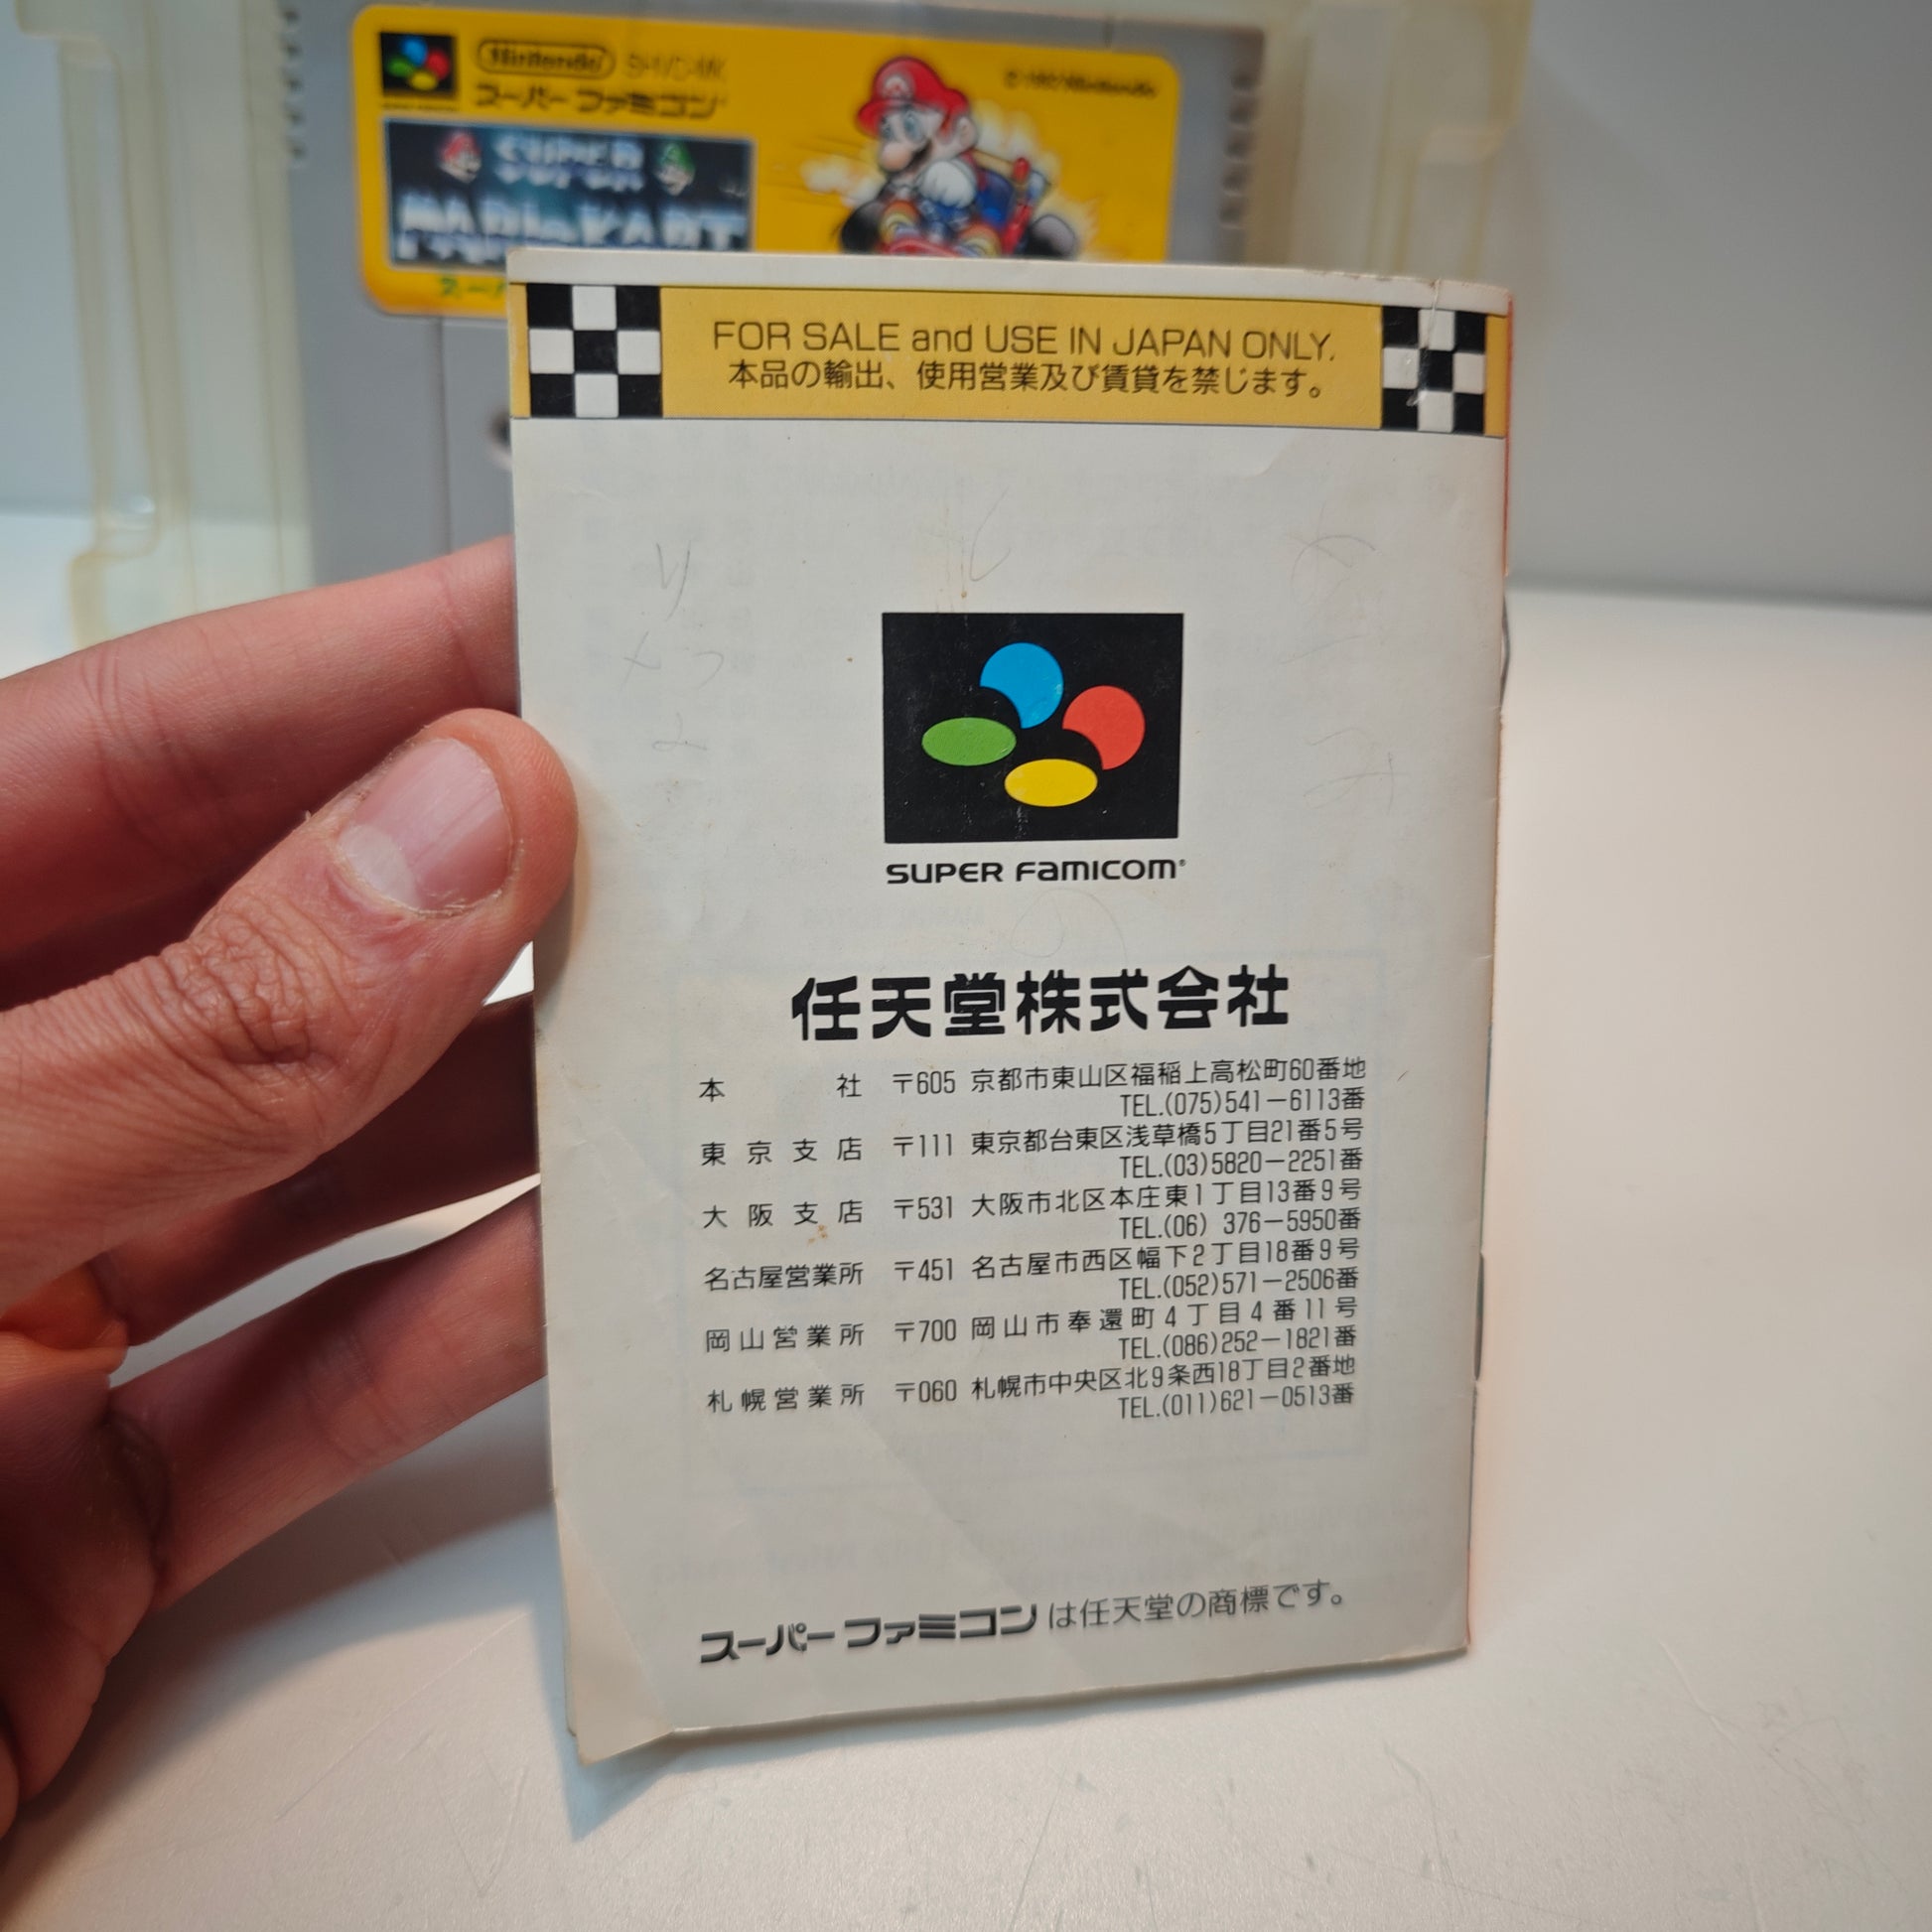 Nintendo
スーパーファミコン
SUPER
MARIO KART
FOR SALE and USE IN JAPAN ONLY.
本品の輸出、使用営業及び賃貸を禁じます。
SUPER FAMICOM
任天堂株式会社
本社 〒605 京都市東山区福稲上高松町60番地
TEL.(075)541-6113番
東京支店 〒111 東京都台東区浅草橋5丁目21番5号
TEL.(03)5820-2251番
大阪支店 〒531 大阪市北区本庄東1丁目13番9号
TEL.(06) 376-5950番
名古屋営業所 〒451 名古屋市西区幅下2丁目18番9号
TEL.(052)571-2506番
岡山営業所 〒700 岡山市奉還町4丁目4番11号
TEL.(086)252-1821番
札幌営業所 〒060 札幌市中央区北9条西18丁目2番地
TEL.(011)621-0513番
スーパーファミコンは任天堂の商標です。